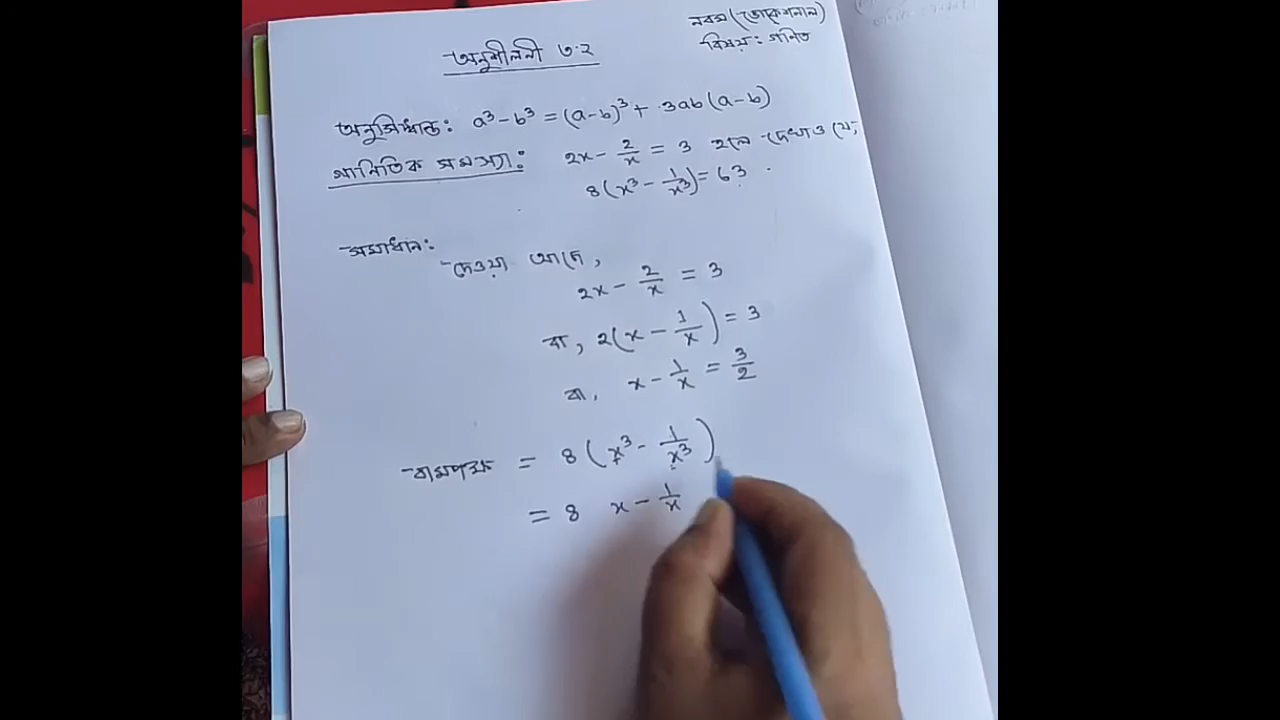 নবম (ভোকেশনাল)
বিষয়: গনিত
অনুশীলনী ৩.২
অনুসিদ্ধান্ত: a³ - b³ = (a-b)³ + 3ab(a-b)
গানিতিক সমস্যা: 2x - 2/x = 3 হলে দেখাও যে,
8(x³ - 1/x³) = 63
সমাধান:
দেওয়া আছে,
2x - 2/x = 3
বা, 2(x - 1/x) = 3
বা, x - 1/x = 3/2
বামপক্ষ = 8(x³ - 1/x³)
= 8 x - 1/x